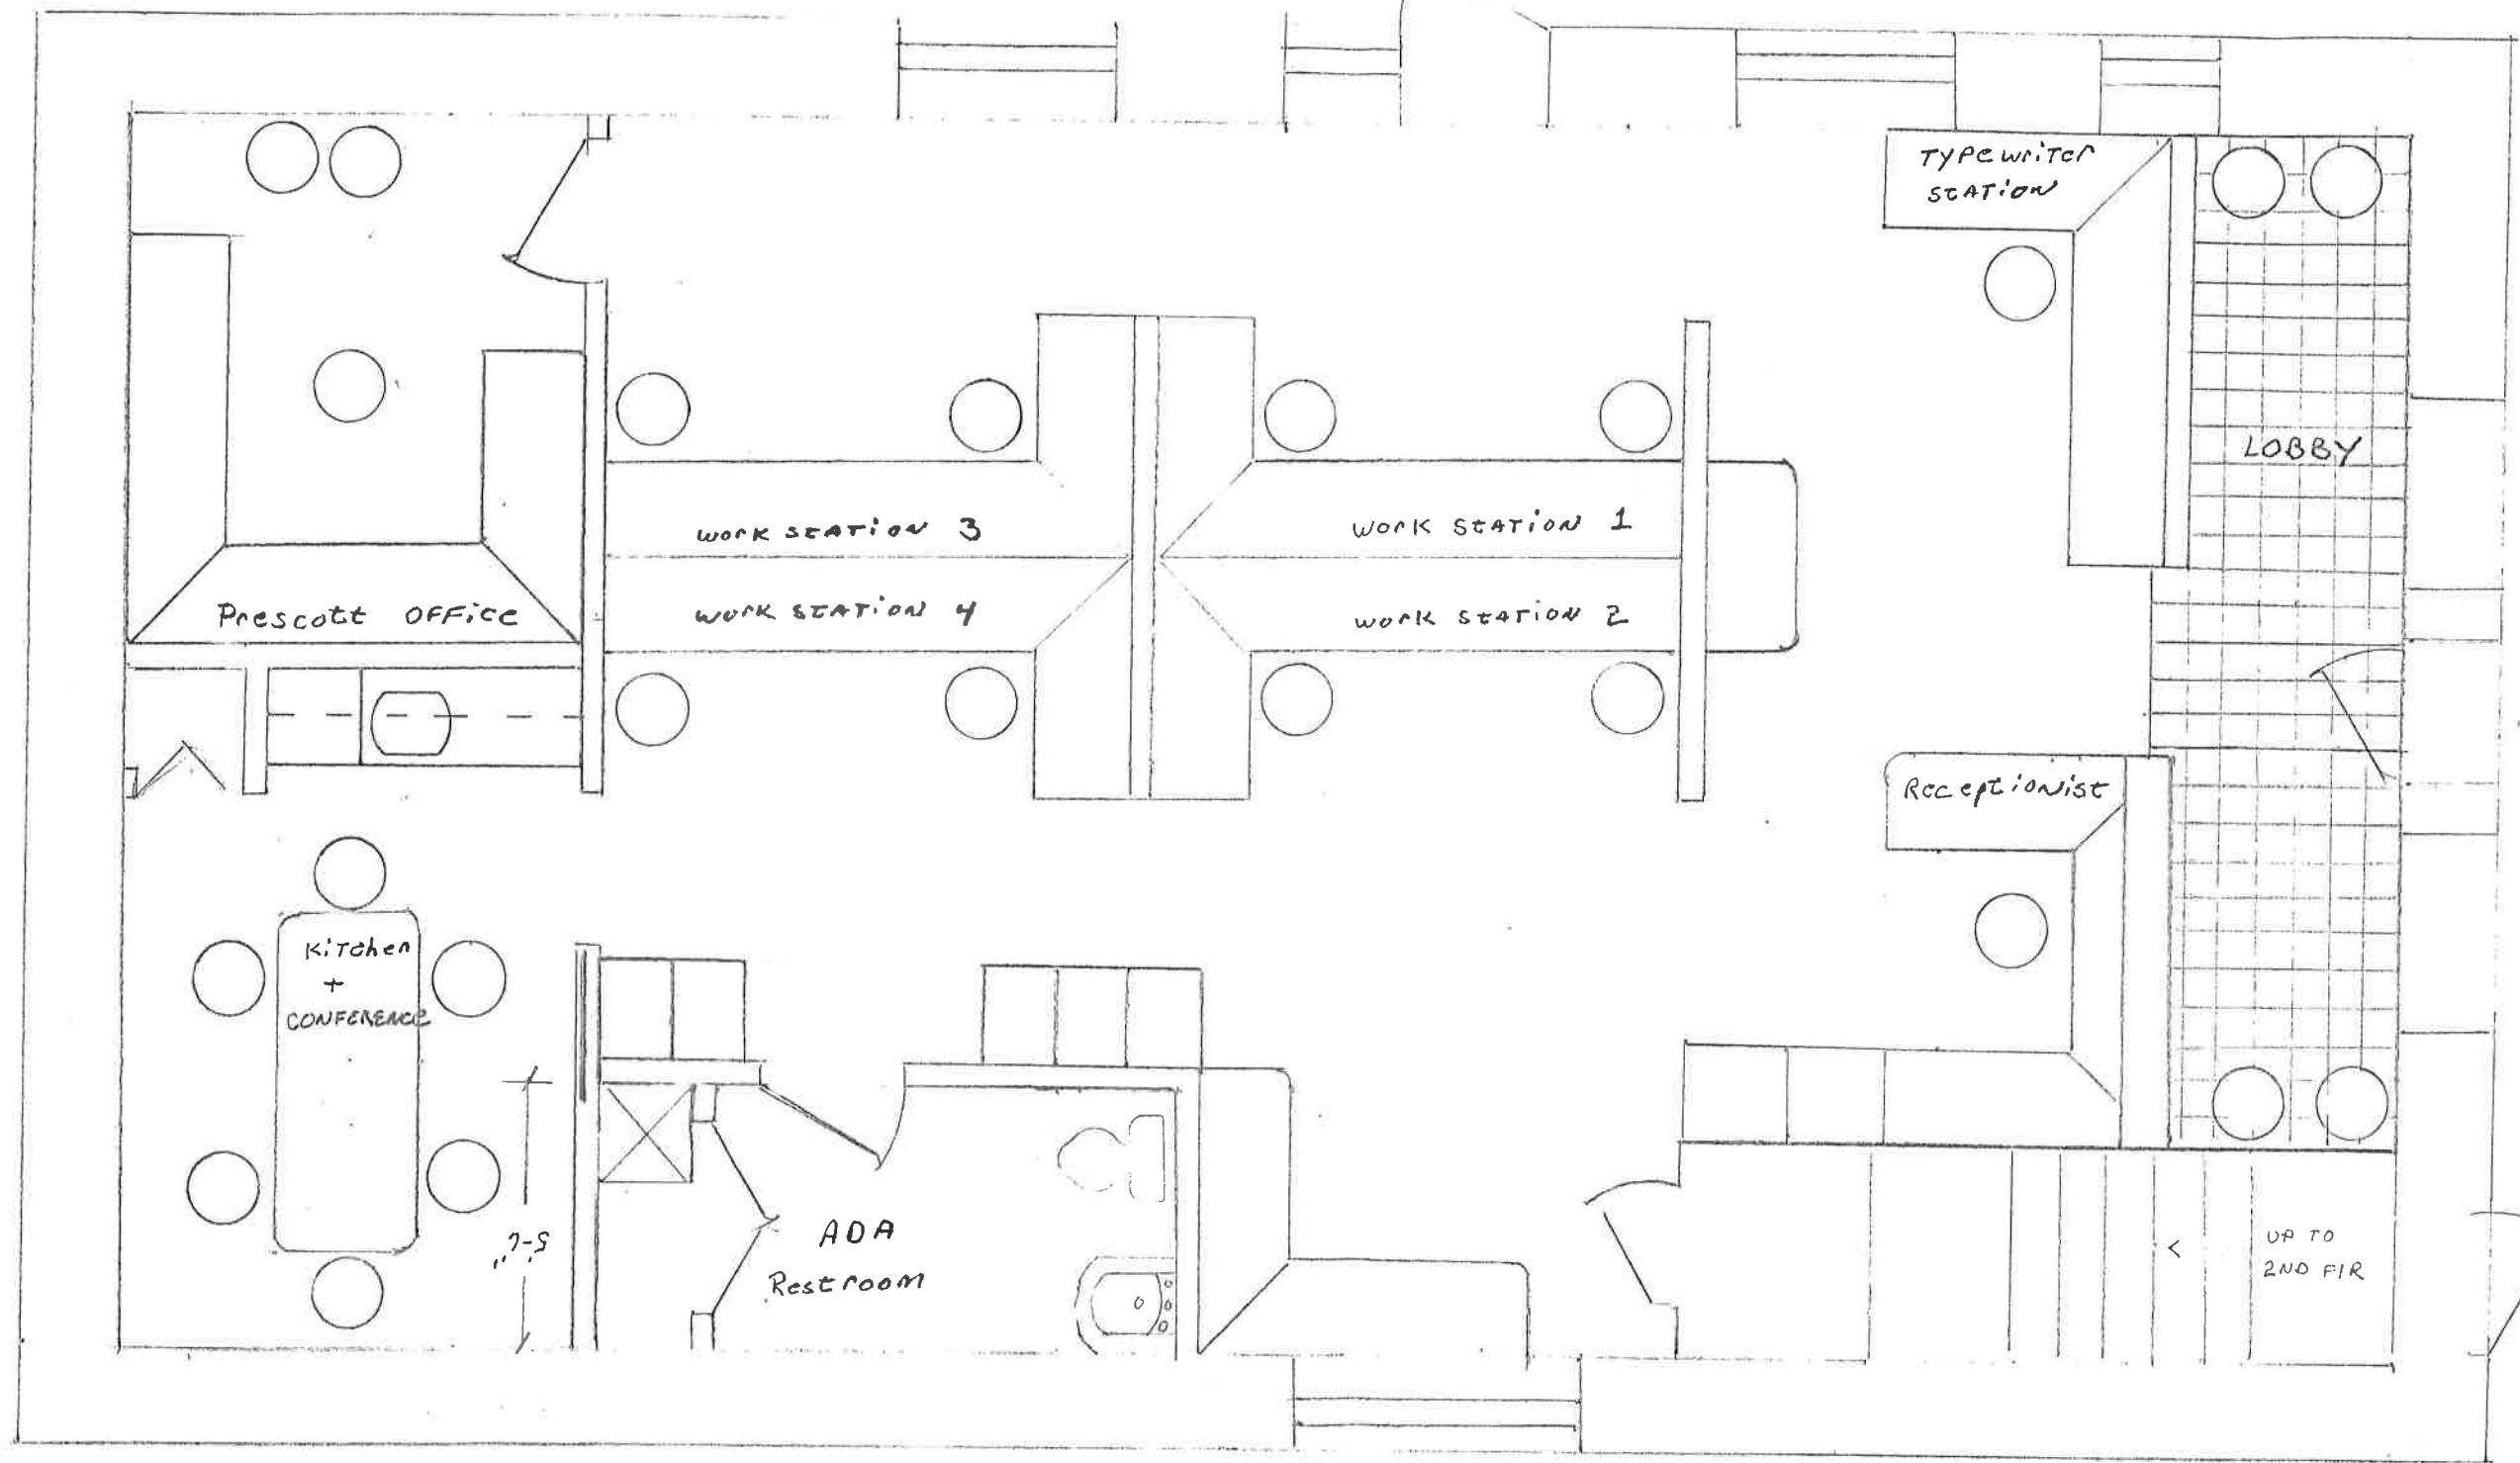 TYPEWRITER
STATION
LOBBY
WORK STATION 3
WORK STATION 1
Prescott OFFICE
WORK STATION 4
WORK STATION 2
Receptionist
KiTchen
+
CONFERENCE
ADA
Restroom
UP TO
2ND FlR